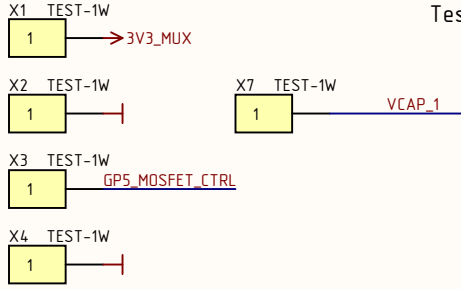 X1 TEST-1W
1
3V3_MUX
X2 TEST-1W
1
X7 TEST-1W
1
VCAP_1
X3 TEST-1W
1
GP5_MOSFET_CTRL
X4 TEST-1W
1
Tes